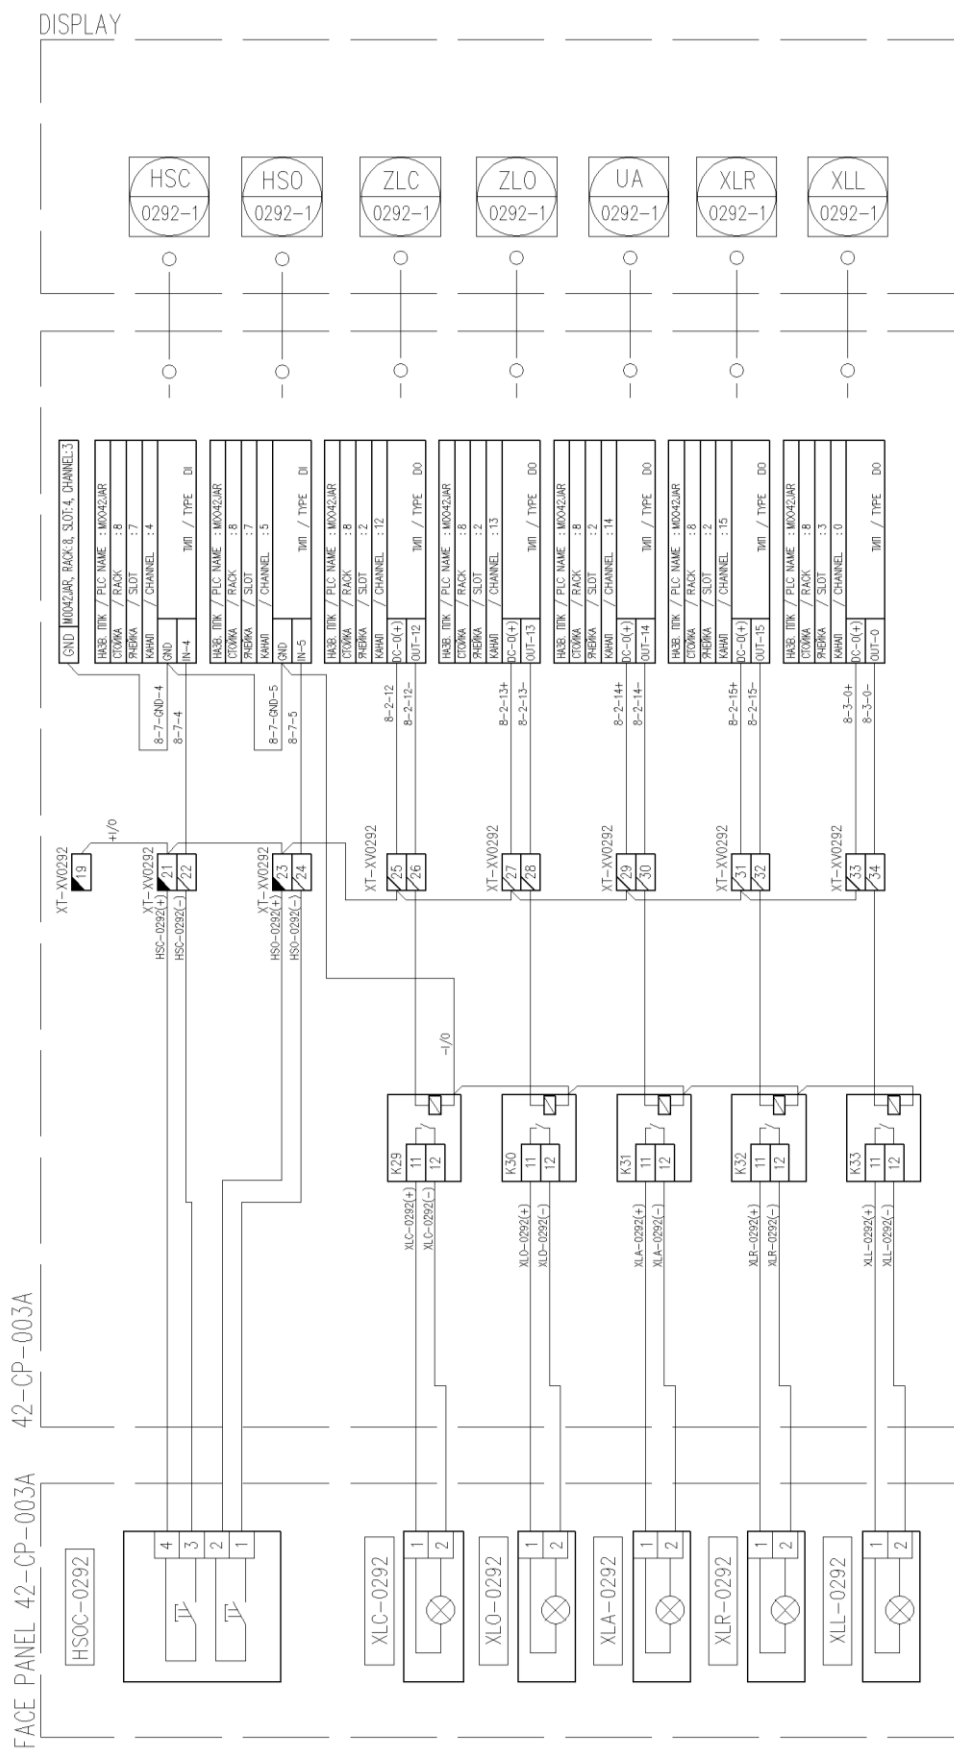 DISPLAY
HSC
0292-1
HSO
0292-1
ZLC
0292-1
ZLO
0292-1
UA
0292-1
XLR
0292-1
XLL
0292-1
GND M0042JAR, RACK:8, SLOT:4, CHANNEL:3
НАЗВ. ППК / PLC NAME : M0042JAR
СТОЙКА / RACK : 8
ЯЧЕЙКА / SLOT : 7
КАНАЛ / CHANNEL : 4
GND
IN-4
ТИП / TYPE DI
НАЗВ. ППК / PLC NAME : M0042JAR
СТОЙКА / RACK : 8
ЯЧЕЙКА / SLOT : 7
КАНАЛ / CHANNEL : 5
GND
IN-5
ТИП / TYPE DI
НАЗВ. ППК / PLC NAME : M0042JAR
СТОЙКА / RACK : 8
ЯЧЕЙКА / SLOT : 2
КАНАЛ / CHANNEL : 12
DC-0(+)
OUT-12
ТИП / TYPE DO
НАЗВ. ППК / PLC NAME : M0042JAR
СТОЙКА / RACK : 8
ЯЧЕЙКА / SLOT : 2
КАНАЛ / CHANNEL : 13
DC-0(+)
OUT-13
ТИП / TYPE DO
НАЗВ. ППК / PLC NAME : M0042JAR
СТОЙКА / RACK : 8
ЯЧЕЙКА / SLOT : 2
КАНАЛ / CHANNEL : 14
DC-0(+)
OUT-14
ТИП / TYPE DO
НАЗВ. ППК / PLC NAME : M0042JAR
СТОЙКА / RACK : 8
ЯЧЕЙКА / SLOT : 2
КАНАЛ / CHANNEL : 15
DC-0(+)
OUT-15
ТИП / TYPE DO
НАЗВ. ППК / PLC NAME : M0042JAR
СТОЙКА / RACK : 8
ЯЧЕЙКА / SLOT : 3
КАНАЛ / CHANNEL : 0
DC-0(+)
OUT-0
ТИП / TYPE DO
8-7-GND-4
8-7-4
8-7-GND-5
8-7-5
8-2-12
8-2-12-
8-2-13+
8-2-13-
8-2-14+
8-2-14-
8-2-15+
8-2-15-
8-3-0+
8-3-0-
+I/0
XT-XV0292
19
XT-XV0292
21
22
XT-XV0292
23
24
XT-XV0292
25
26
XT-XV0292
27
28
XT-XV0292
29
30
XT-XV0292
31
32
XT-XV0292
33
34
HSC-0292(+)
HSC-0292(-)
HSO-0292(+)
HSO-0292(-)
-I/0
K29
11
12
K30
11
12
K31
11
12
K32
11
12
K33
11
12
XLC-0292(+)
XLC-0292(-)
XLO-0292(+)
XLO-0292(-)
XLA-0292(+)
XLA-0292(-)
XLR-0292(+)
XLR-0292(-)
XLL-0292(+)
XLL-0292(-)
42-CP-003A
FACE PANEL 42-CP-003A
HSOC-0292
4
3
2
1
XLC-0292
1
2
XLO-0292
1
2
XLA-0292
1
2
XLR-0292
1
2
XLL-0292
1
2